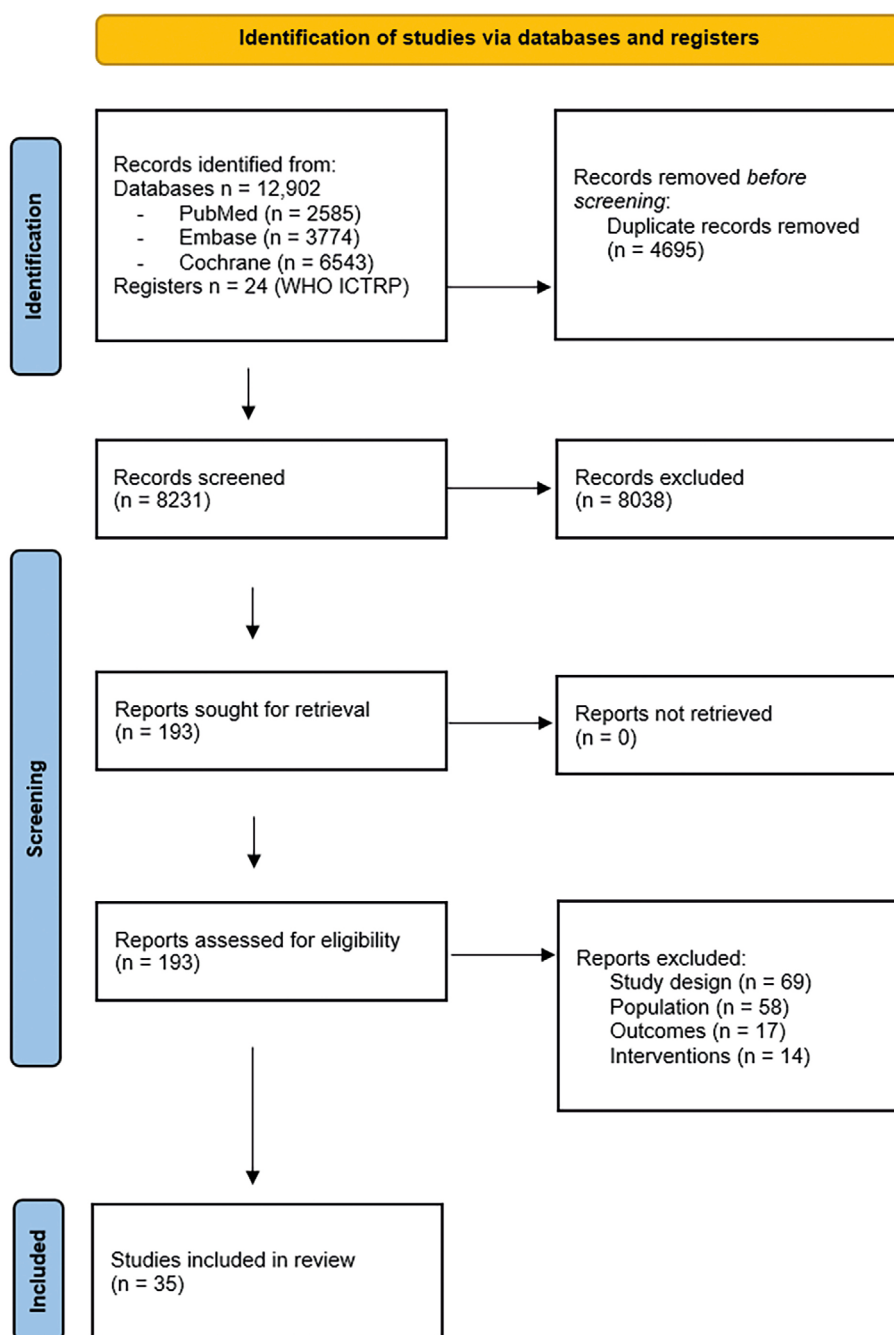 Identification of studies via databases and registers
Identification
Records identified from:
Databases n = 12,902
- PubMed (n = 2585)
- Embase (n = 3774)
- Cochrane (n = 6543)
Registers n = 24 (WHO ICTRP)
Records removed before
screening:
Duplicate records removed
(n = 4695)
Records screened
(n = 8231)
Records excluded
(n = 8038)
Screening
Reports sought for retrieval
(n = 193)
Reports not retrieved
(n = 0)
Reports assessed for eligibility
(n = 193)
Reports excluded:
Study design (n = 69)
Population (n = 58)
Outcomes (n = 17)
Interventions (n = 14)
Included
Studies included in review
(n = 35)